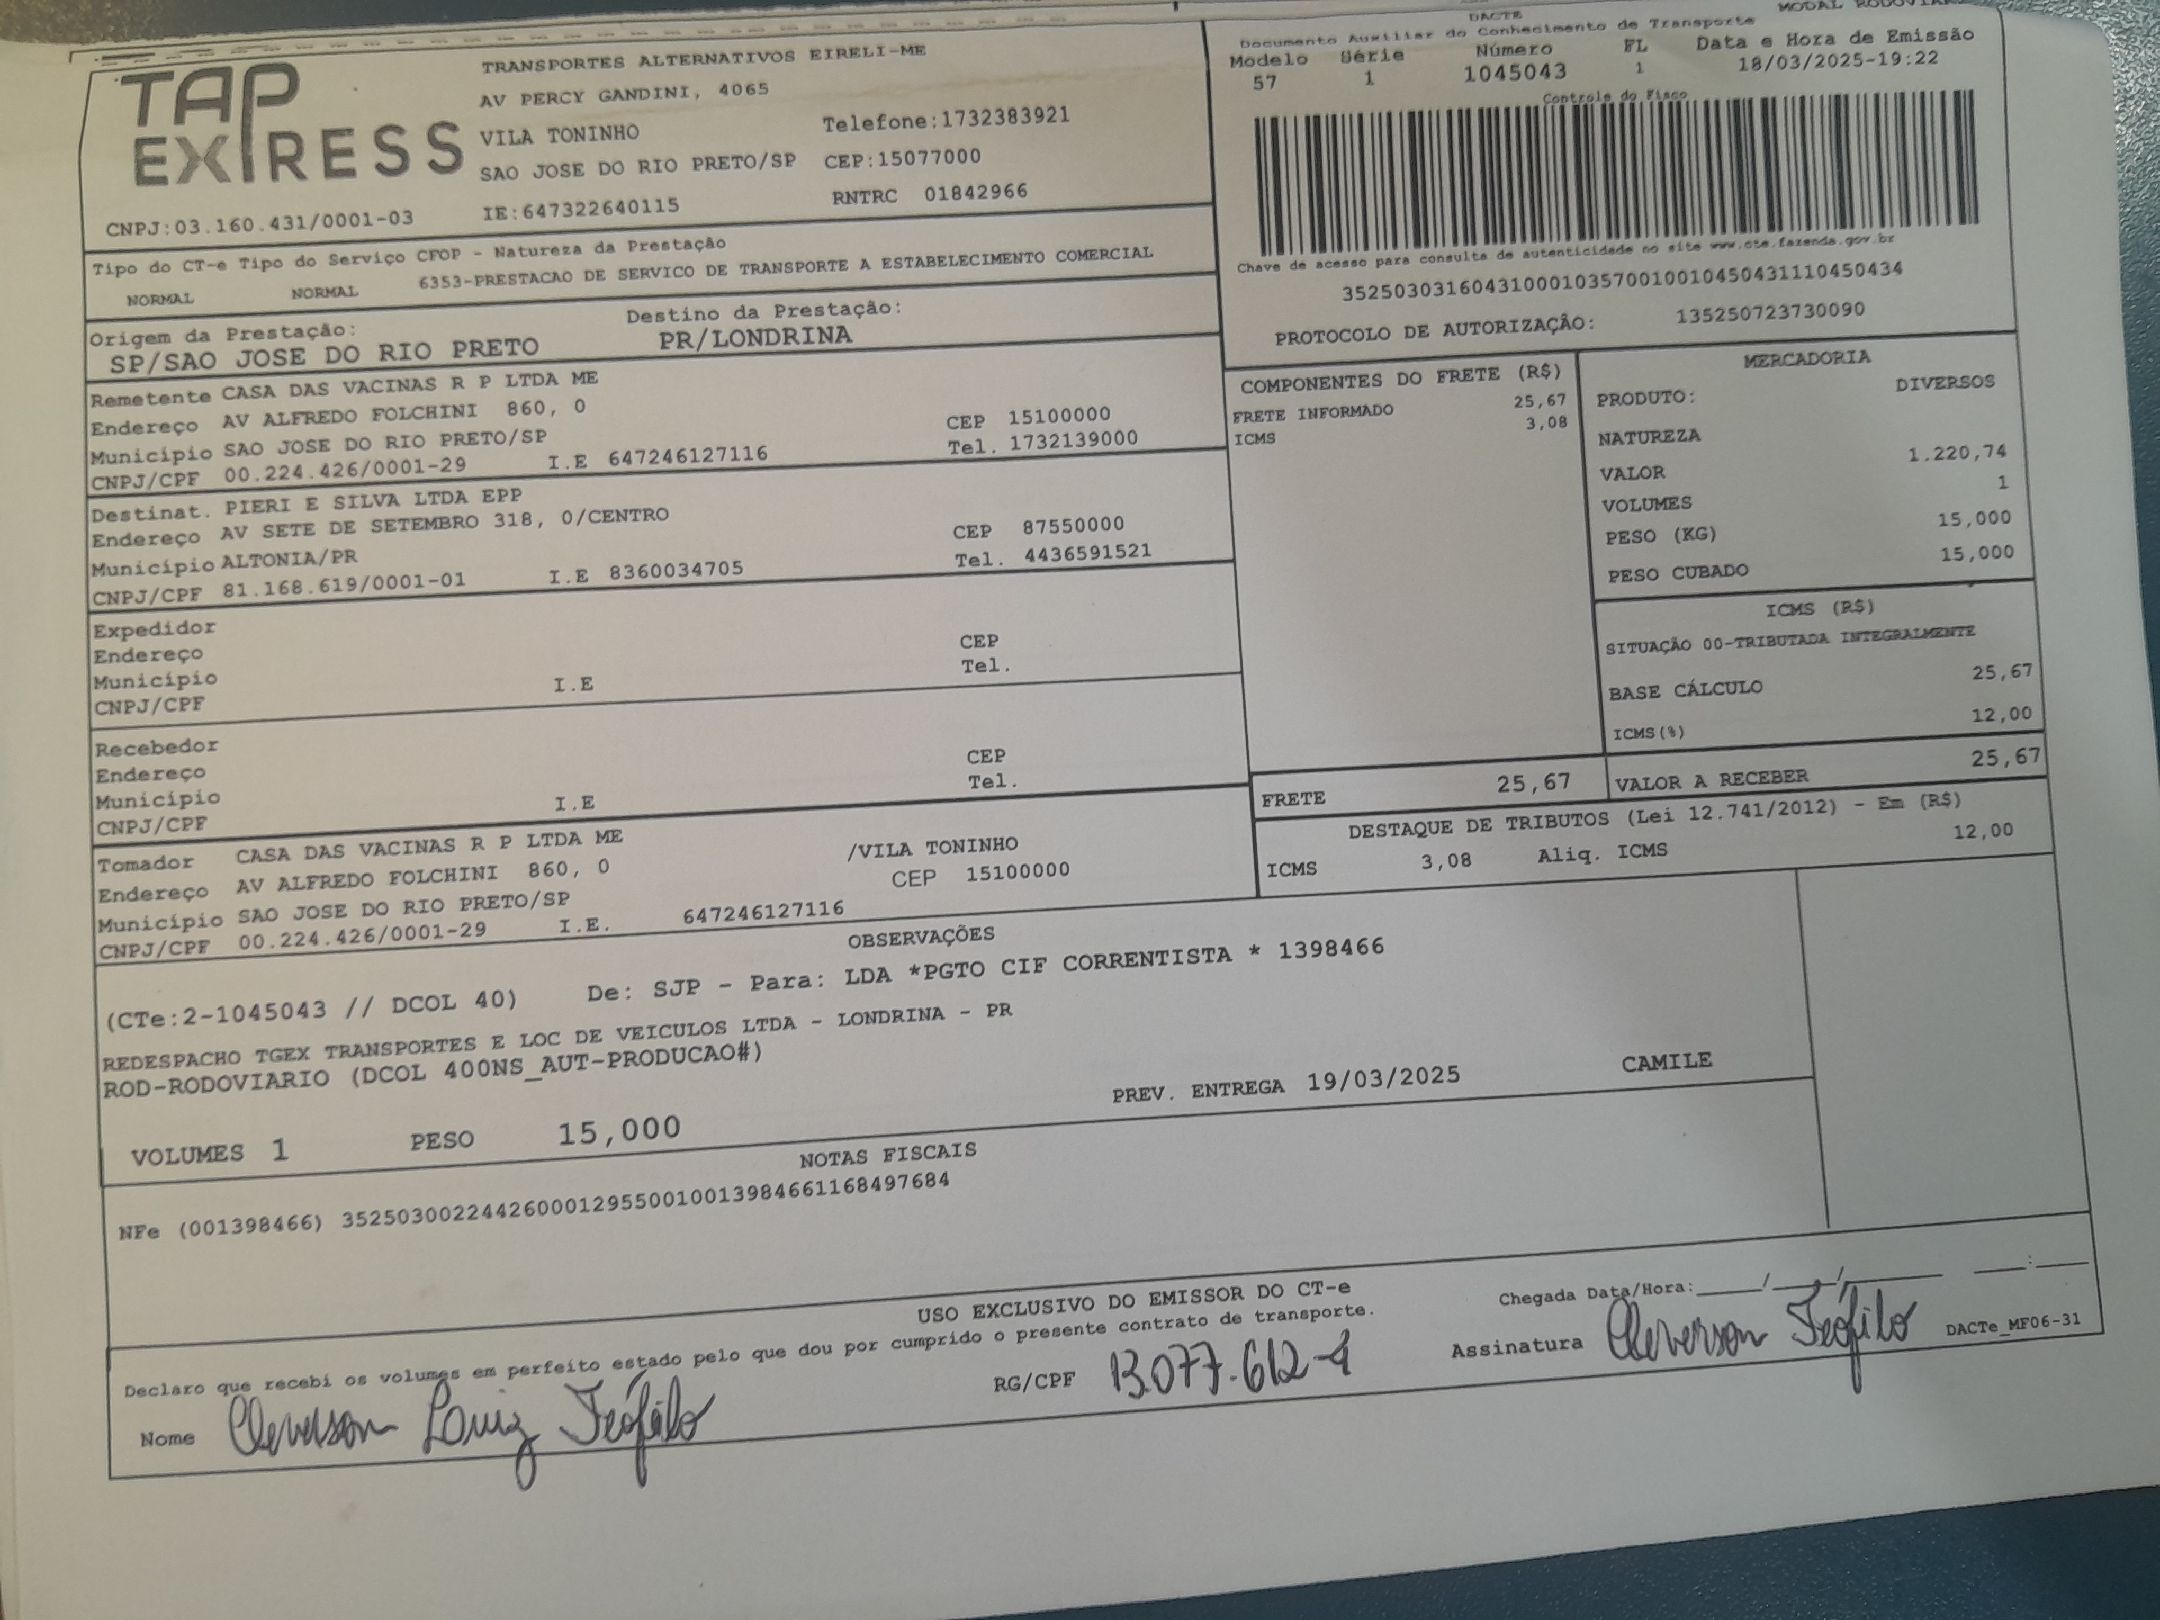 TAP EXPRESS
TRANSPORTES ALTERNATIVOS EIRELI-ME
AV PERCY GANDINI, 4065
VILA TONINHO Telefone:1732383921
SAO JOSE DO RIO PRETO/SP CEP:15077000
CNPJ:03.160.431/0001-03 IE:647322640115 RNTRC 01842966
DACTE MODAL
Documento Auxiliar do Conhecimento de Transporte
Modelo Série Número FL Data e Hora de Emissão
57 1 1045043 1 18/03/2025-19:22
Controle do Fisco
Chave de acesso para consulta de autenticidade no site www.cte.fazenda.gov.br
35250303160431000103570010010450431110450434
PROTOCOLO DE AUTORIZAÇÃO: 135250723730090
Tipo do CT-e Tipo do Serviço CFOP - Natureza da Prestação
NORMAL NORMAL 6353-PRESTACAO DE SERVICO DE TRANSPORTE A ESTABELECIMENTO COMERCIAL
Origem da Prestação: Destino da Prestação:
SP/SAO JOSE DO RIO PRETO PR/LONDRINA
Remetente CASA DAS VACINAS R P LTDA ME
Endereço AV ALFREDO FOLCHINI 860, 0 CEP 15100000
Município SAO JOSE DO RIO PRETO/SP Tel. 1732139000
CNPJ/CPF 00.224.426/0001-29 I.E 647246127116
Destinat. PIERI E SILVA LTDA EPP
Endereço AV SETE DE SETEMBRO 318, 0/CENTRO CEP 87550000
Município ALTONIA/PR Tel. 4436591521
CNPJ/CPF 81.168.619/0001-01 I.E 8360034705
Expedidor
Endereço CEP
Município I.E Tel.
CNPJ/CPF
Recebedor
Endereço CEP
Município I.E Tel.
CNPJ/CPF
Tomador CASA DAS VACINAS R P LTDA ME /VILA TONINHO
Endereço AV ALFREDO FOLCHINI 860, 0 CEP 15100000
Município SAO JOSE DO RIO PRETO/SP
CNPJ/CPF 00.224.426/0001-29 I.E. 647246127116
COMPONENTES DO FRETE (R$)
FRETE INFORMADO 25,67
ICMS 3,08
MERCADORIA
PRODUTO: DIVERSOS
NATUREZA
VALOR 1.220,74
VOLUMES 1
PESO (KG) 15,000
PESO CUBADO 15,000
ICMS (R$)
SITUAÇÃO 00-TRIBUTADA INTEGRALMENTE
BASE CÁLCULO 25,67
ICMS(%) 12,00
FRETE 25,67 VALOR A RECEBER 25,67
DESTAQUE DE TRIBUTOS (Lei 12.741/2012) - Em (R$)
ICMS 3,08 Aliq. ICMS 12,00
OBSERVAÇÕES
(CTe:2-1045043 // DCOL 40) De: SJP - Para: LDA *PGTO CIF CORRENTISTA * 1398466
REDESPACHO TGEX TRANSPORTES E LOC DE VEICULOS LTDA - LONDRINA - PR
ROD-RODOVIARIO (DCOL 400NS_AUT-PRODUCAO#)
PREV. ENTREGA 19/03/2025 CAMILE
VOLUMES 1 PESO 15,000
NOTAS FISCAIS
NFe (001398466) 35250300224426000129550010013984661168497684
USO EXCLUSIVO DO EMISSOR DO CT-e
Declaro que recebi os volumes em perfeito estado pelo que dou por cumprido o presente contrato de transporte.
Chegada Data/Hora:_____/_____/________ ____:____
Nome Cleverson Luiz Teófilo RG/CPF 13.077.612-4 Assinatura Cleverson Teófilo DACTe_MF06-31